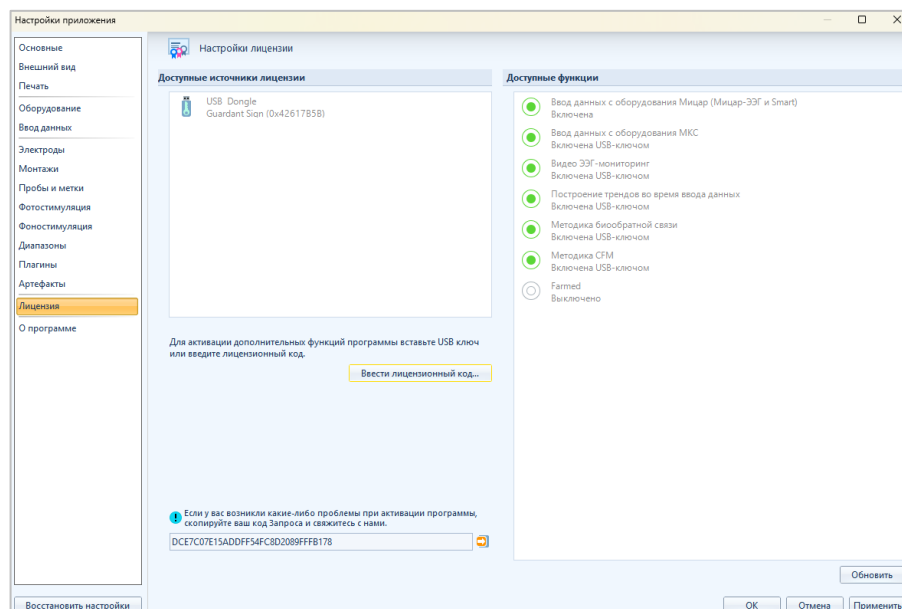 Настройки приложения
Основные
Внешний вид
Печать
Оборудование
Ввод данных
Электроды
Монтажи
Пробы и метки
Фотостимуляция
Фоностимуляция
Диапазоны
Плагины
Артефакты
Лицензия
О программе
Восстановить настройки
Настройки лицензии
Доступные источники лицензии
USB Dongle
Guardant Sign (0x42617B5B)
Для активации дополнительных функций программы вставьте USB ключ
или введите лицензионный код.
Ввести лицензионный код...
Если у вас возникли какие-либо проблемы при активации программы,
скопируйте ваш код Запроса и свяжитесь с нами.
DCE7C07E15ADDFF54FC8D2089FFFB178
Доступные функции
Ввод данных с оборудования Мицар (Мицар-ЭЭГ и Smart)
Включена
Ввод данных с оборудования МКС
Включена USB-ключом
Видео ЭЭГ-мониторинг
Включена USB-ключом
Построение трендов во время ввода данных
Включена USB-ключом
Методика биообратной связи
Включена USB-ключом
Методика CFM
Включена USB-ключом
Farmed
Выключено
Обновить
OK
Отмена
Применить